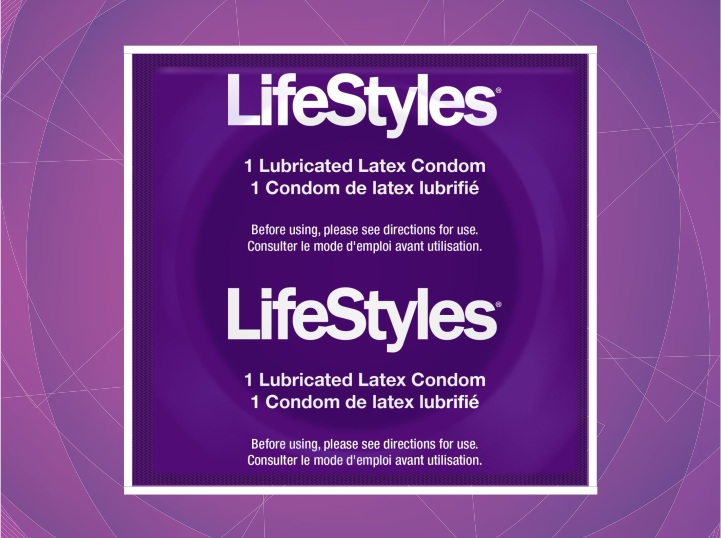 LifeStyles®
1 Lubricated Latex Condom
1 Condom de latex lubrifié
Before using, please see directions for use.
Consulter le mode d'emploi avant utilisation.
LifeStyles®
1 Lubricated Latex Condom
1 Condom de latex lubrifié
Before using, please see directions for use.
Consulter le mode d'emploi avant utilisation.